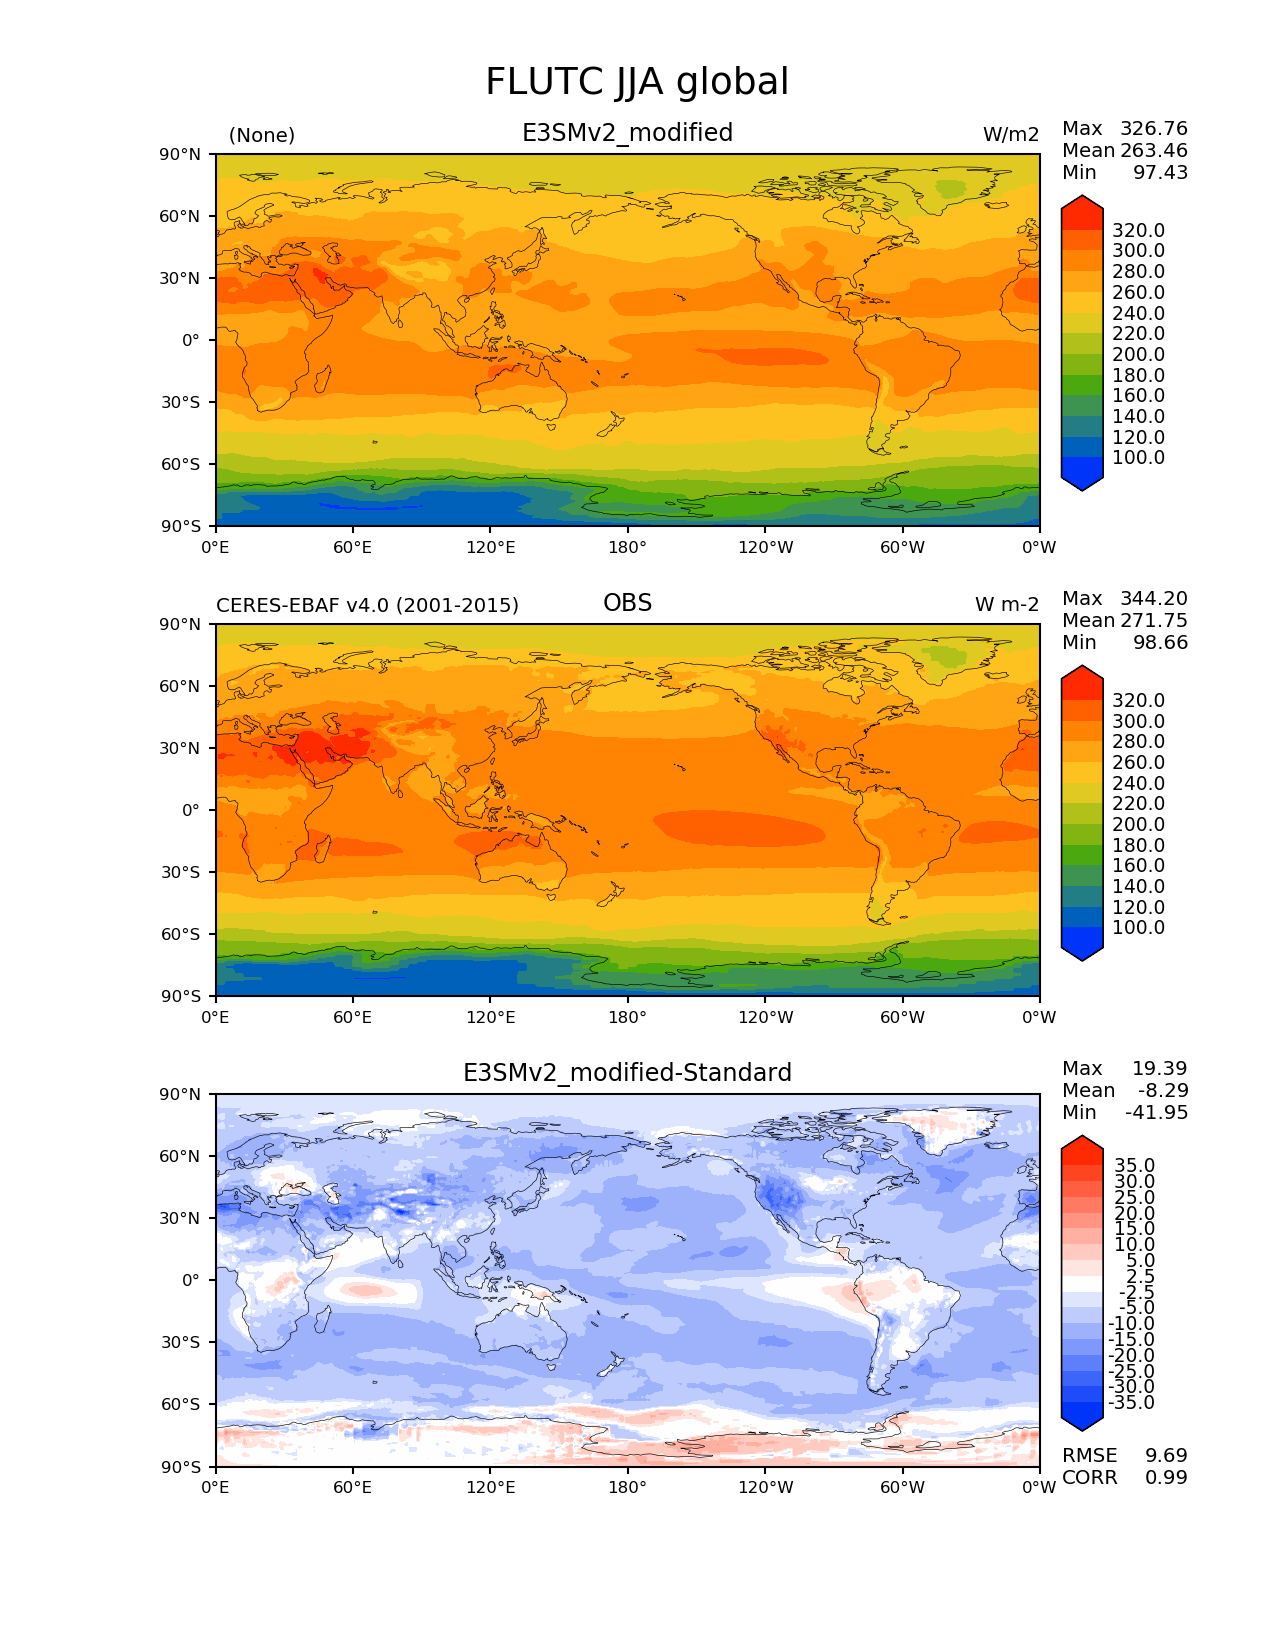 FLUTC JJA global
(None) E3SMv2_modified W/m2
Max 326.76
Mean 263.46
Min 97.43
90°N
60°N
30°N
0°
30°S
60°S
90°S
0°E 60°E 120°E 180° 120°W 60°W 0°W
320.0
300.0
280.0
260.0
240.0
220.0
200.0
180.0
160.0
140.0
120.0
100.0
CERES-EBAF v4.0 (2001-2015) OBS W m-2
Max 344.20
Mean 271.75
Min 98.66
90°N
60°N
30°N
0°
30°S
60°S
90°S
0°E 60°E 120°E 180° 120°W 60°W 0°W
320.0
300.0
280.0
260.0
240.0
220.0
200.0
180.0
160.0
140.0
120.0
100.0
E3SMv2_modified-Standard
Max 19.39
Mean -8.29
Min -41.95
90°N
60°N
30°N
0°
30°S
60°S
90°S
0°E 60°E 120°E 180° 120°W 60°W 0°W
35.0
30.0
25.0
20.0
15.0
10.0
5.0
2.5
-2.5
-5.0
-10.0
-15.0
-20.0
-25.0
-30.0
-35.0
RMSE 9.69
CORR 0.99